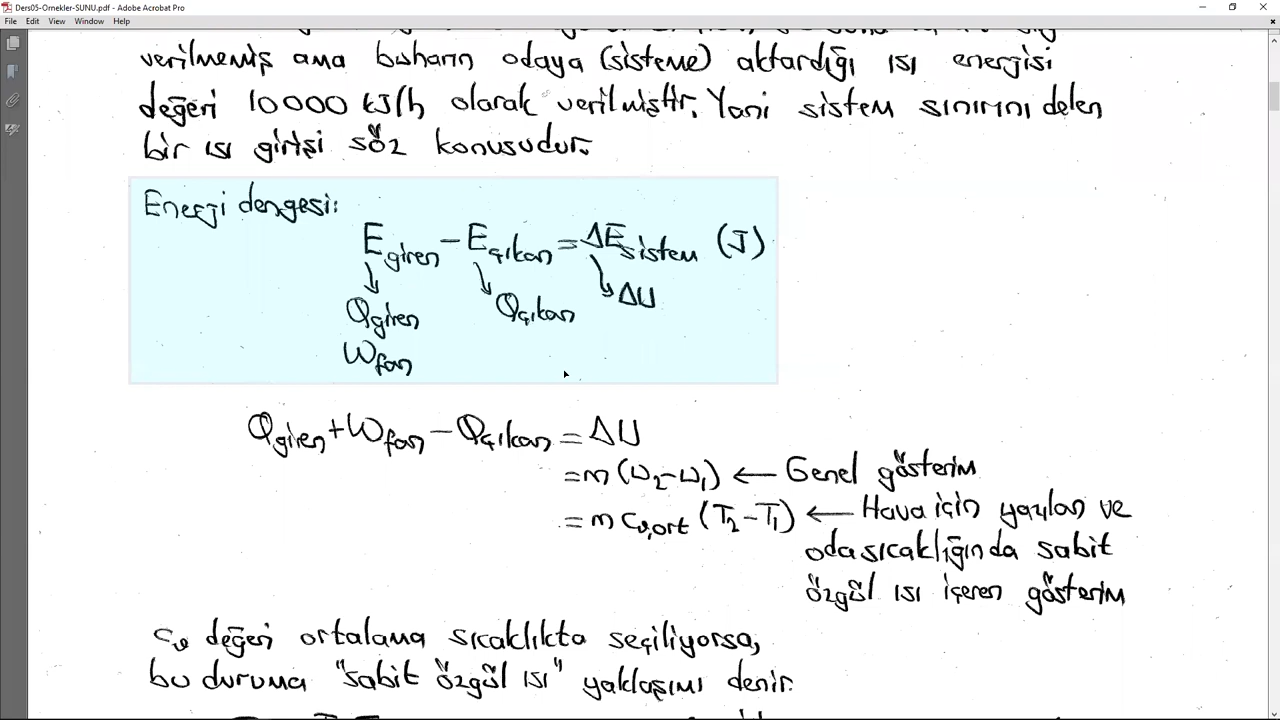 Ders05-Ornekler-SUNU.pdf - Adobe Acrobat Pro
File Edit View Window Help
verilmemiş ama buharın odaya (sisteme) aktardığı ısı enerjisi
değeri 10000 kJ/h olarak verilmiştir. Yani sistem sınırını delen
bir ısı girişi söz konusudur.
Enerji dengesi:
E giren - E çıkan = ΔE sistem (J)
Q giren Q çıkan ΔU
W fan
Q giren + W fan - Q çıkan = ΔU
= m (u₂-u₁) ← Genel gösterim
= m c v,ort (T₂-T₁) ← Hava için yazılan ve
oda sıcaklığında sabit
özgül ısı içeren gösterim
c v değeri ortalama sıcaklıkta seçiliyorsa,
bu duruma "sabit özgül ısı" yaklaşımı denir.